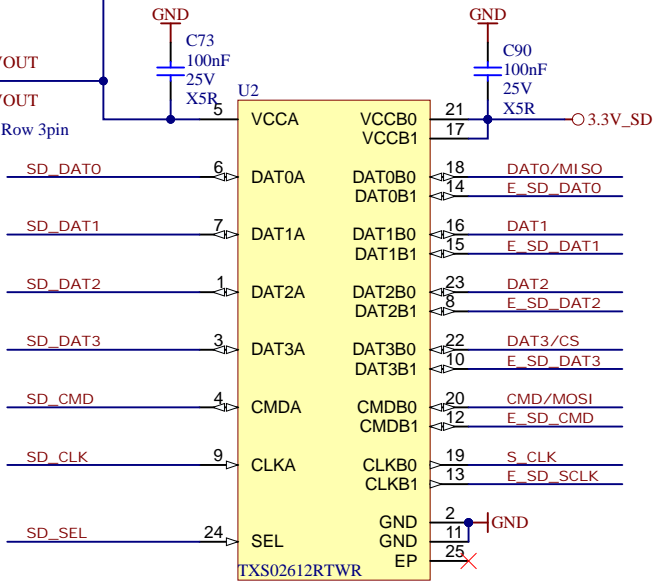 GND
C73
100nF
25V
X5R
GND
C90
100nF
25V
X5R
VOUT
VOUT
Row 3pin
U2
5 VCCA VCCB0 21 3.3V_SD
VCCB1 17
SD_DAT0 6 DAT0A DAT0B0 18 DAT0/MISO
DAT0B1 14 E_SD_DAT0
SD_DAT1 7 DAT1A DAT1B0 16 DAT1
DAT1B1 15 E_SD_DAT1
SD_DAT2 1 DAT2A DAT2B0 23 DAT2
DAT2B1 8 E_SD_DAT2
SD_DAT3 3 DAT3A DAT3B0 22 DAT3/CS
DAT3B1 10 E_SD_DAT3
SD_CMD 4 CMDA CMDB0 20 CMD/MOSI
CMDB1 12 E_SD_CMD
SD_CLK 9 CLKA CLKB0 19 S_CLK
CLKB1 13 E_SD_SCLK
GND 2 GND
SD_SEL 24 SEL GND 11
EP 25
TXS02612RTWR